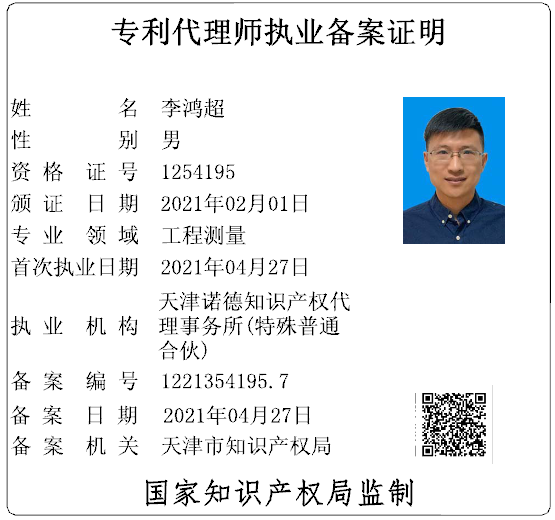 专利代理师执业备案证明
姓名 李鸿超
性别 男
资格证号 1254195
颁证日期 2021年02月01日
专业领域 工程测量
首次执业日期 2021年04月27日
天津诺德知识产权代
执业机构 理事务所(特殊普通
合伙)
备案编号 1221354195.7
备案日期 2021年04月27日
备案机关 天津市知识产权局
国家知识产权局监制